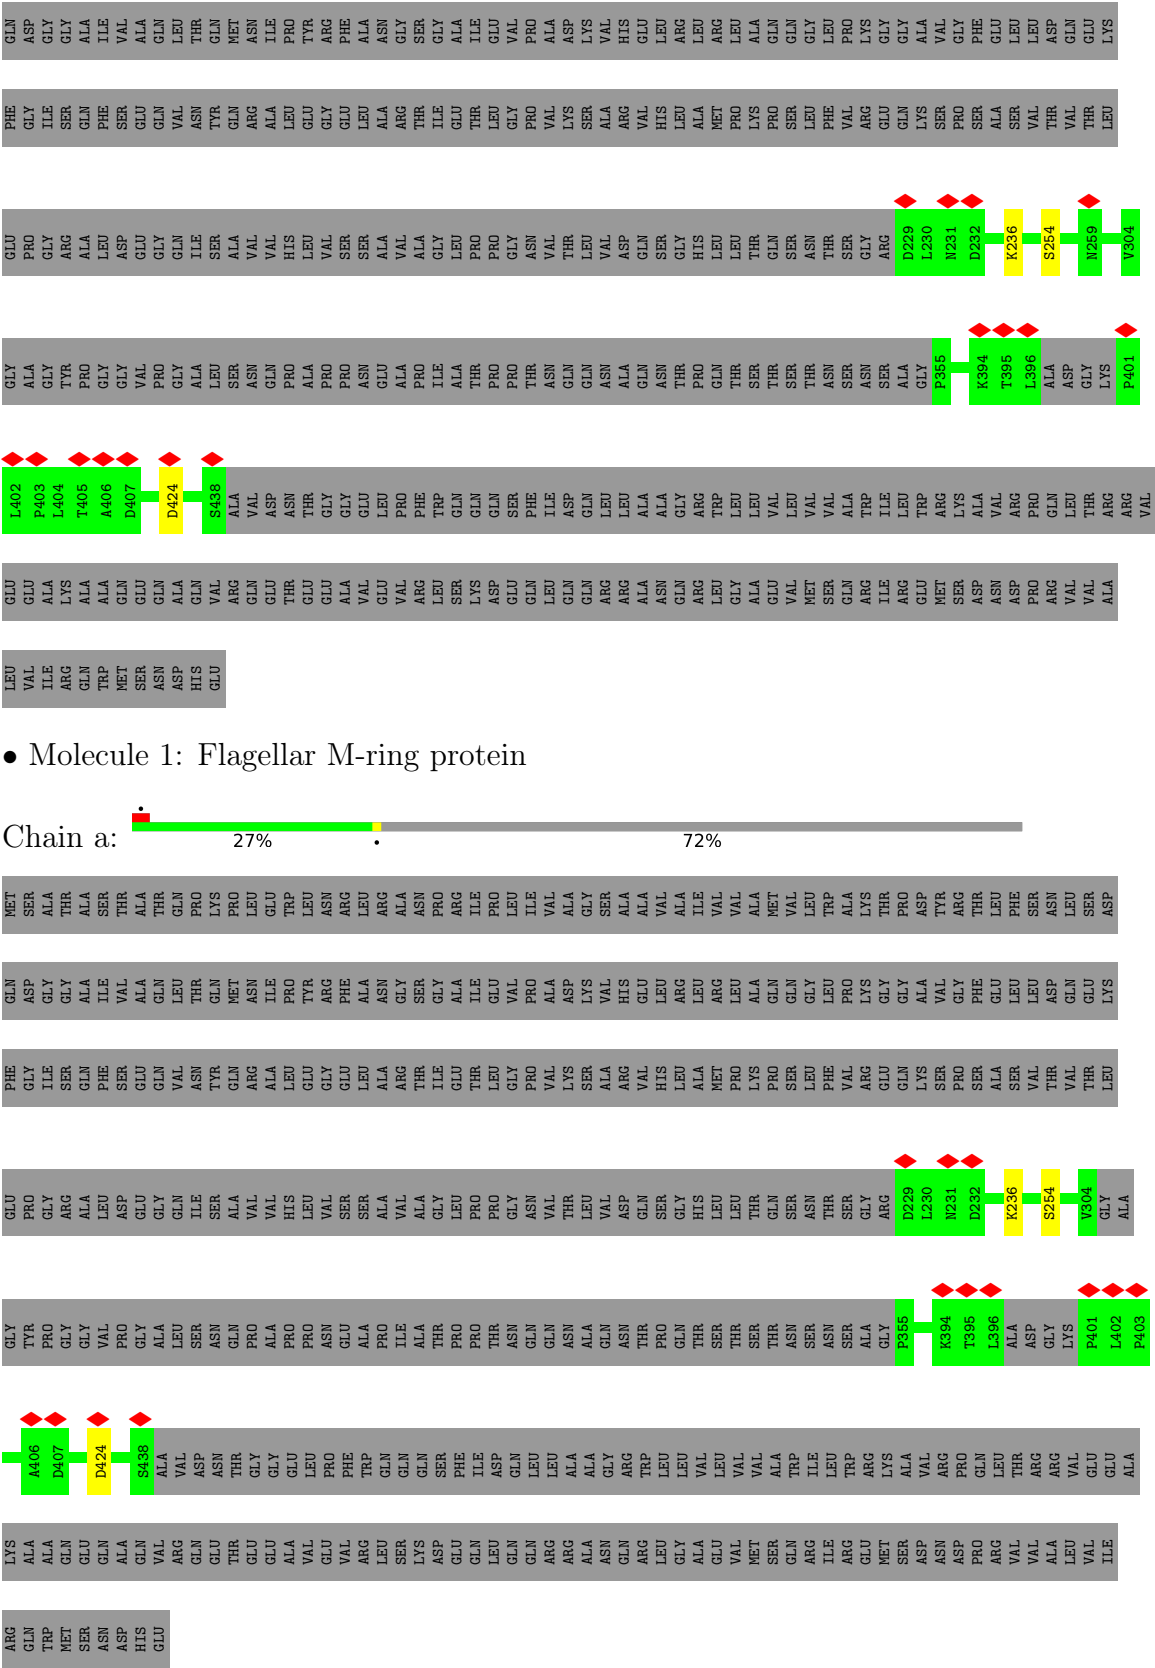 GLN ASP GLY GLY ALA ILE VAL ALA GLN LEU THR GLN MET ASN ILE PRO TYR ARG PHE ALA ASN GLY SER GLY ALA ILE GLU VAL PRO ALA ASP LYS VAL HIS GLU LEU ARG LEU ARG LEU ALA GLN GLN GLY LEU PRO LYS GLY GLY ALA VAL GLY PHE GLU LEU LEU ASP GLN GLU LYS
PHE GLY ILE SER GLN PHE SER GLU GLN VAL ASN TYR GLN ARG ALA LEU GLU GLY GLU LEU ALA ARG THR ILE GLU THR LEU GLY PRO VAL LYS SER ALA ARG VAL HIS LEU ALA MET PRO LYS PRO SER LEU PHE VAL ARG GLU GLN LYS SER PRO SER ALA SER VAL THR VAL THR LEU
GLU PRO GLY ARG ALA LEU ASP GLU GLY GLN ILE SER ALA VAL VAL HIS LEU VAL SER SER ALA VAL ALA GLY LEU PRO PRO GLY ASN VAL THR LEU VAL ASP GLN SER GLY HIS LEU LEU THR GLN SER ASN THR SER GLY ARG D229 L230 N231 D232 K236 S254 N259 V304
GLY ALA GLY TYR PRO GLY GLY VAL PRO GLY ALA LEU SER ASN GLN PRO ALA PRO PRO ASN GLU ALA PRO ILE ALA THR PRO PRO THR ASN GLN GLN ASN ALA GLN ASN THR PRO GLN THR SER THR SER THR ASN SER ASN SER ALA GLY P355 K394 T395 L396 ALA ASP GLY LYS P401
L402 P403 L404 T405 A406 D407 D424 S438 ALA VAL ASP ASN THR GLY GLY GLU LEU PRO PHE TRP GLN GLN GLN SER PHE ILE ASP GLN LEU LEU ALA ALA GLY ARG TRP LEU LEU VAL LEU VAL VAL ALA TRP ILE LEU TRP ARG LYS ALA VAL ARG PRO GLN LEU THR ARG ARG VAL
GLU GLU ALA LYS ALA ALA GLN GLU GLN ALA GLN VAL ARG GLN GLU THR GLU GLU ALA VAL GLU VAL ARG LEU SER LYS ASP GLU GLN LEU GLN GLN ARG ARG ALA ASN GLN ARG LEU GLY ALA GLU VAL MET SER GLN ARG ILE ARG GLU MET SER ASP ASN ASP PRO ARG VAL VAL ALA
LEU VAL ILE ARG GLN TRP MET SER ASN ASP HIS GLU
• Molecule 1: Flagellar M-ring protein
Chain a: 27% 72%
MET SER ALA THR ALA SER THR ALA THR GLN PRO LYS PRO LEU GLU TRP LEU ASN ARG LEU ARG ALA ASN PRO ARG ILE PRO LEU ILE VAL ALA GLY SER ALA ALA VAL ALA ILE VAL VAL ALA MET VAL LEU TRP ALA LYS THR PRO ASP TYR ARG THR LEU PHE SER ASN LEU SER ASP
GLN ASP GLY GLY ALA ILE VAL ALA GLN LEU THR GLN MET ASN ILE PRO TYR ARG PHE ALA ASN GLY SER GLY ALA ILE GLU VAL PRO ALA ASP LYS VAL HIS GLU LEU ARG LEU ARG LEU ALA GLN GLN GLY LEU PRO LYS GLY GLY ALA VAL GLY PHE GLU LEU LEU ASP GLN GLU LYS
PHE GLY ILE SER GLN PHE SER GLU GLN VAL ASN TYR GLN ARG ALA LEU GLU GLY GLU LEU ALA ARG THR ILE GLU THR LEU GLY PRO VAL LYS SER ALA ARG VAL HIS LEU ALA MET PRO LYS PRO SER LEU PHE VAL ARG GLU GLN LYS SER PRO SER ALA SER VAL THR VAL THR LEU
GLU PRO GLY ARG ALA LEU ASP GLU GLY GLN ILE SER ALA VAL VAL HIS LEU VAL SER SER ALA VAL ALA GLY LEU PRO PRO GLY ASN VAL THR LEU VAL ASP GLN SER GLY HIS LEU LEU THR GLN SER ASN THR SER GLY ARG D229 L230 N231 D232 K236 S254 V304 GLY ALA
GLY TYR PRO GLY GLY VAL PRO GLY ALA LEU SER ASN GLN PRO ALA PRO PRO ASN GLU ALA PRO ILE ALA THR PRO PRO THR ASN GLN GLN ASN ALA GLN ASN THR PRO GLN THR SER THR SER THR ASN SER ASN SER ALA GLY P355 K394 T395 L396 ALA ASP GLY LYS P401 L402 P403
A406 D407 D424 S438 ALA VAL ASP ASN THR GLY GLY GLU LEU PRO PHE TRP GLN GLN GLN SER PHE ILE ASP GLN LEU LEU ALA ALA GLY ARG TRP LEU LEU VAL LEU VAL VAL ALA TRP ILE LEU TRP ARG LYS ALA VAL ARG PRO GLN LEU THR ARG ARG VAL GLU GLU ALA
LYS ALA ALA GLN GLU GLN ALA GLN VAL ARG GLN GLU THR GLU GLU ALA VAL GLU VAL ARG LEU SER LYS ASP GLU GLN LEU GLN GLN ARG ARG ALA ASN GLN ARG LEU GLY ALA GLU VAL MET SER GLN ARG ILE ARG GLU MET SER ASP ASN ASP PRO ARG VAL VAL ALA LEU VAL ILE
ARG GLN TRP MET SER ASN ASP HIS GLU